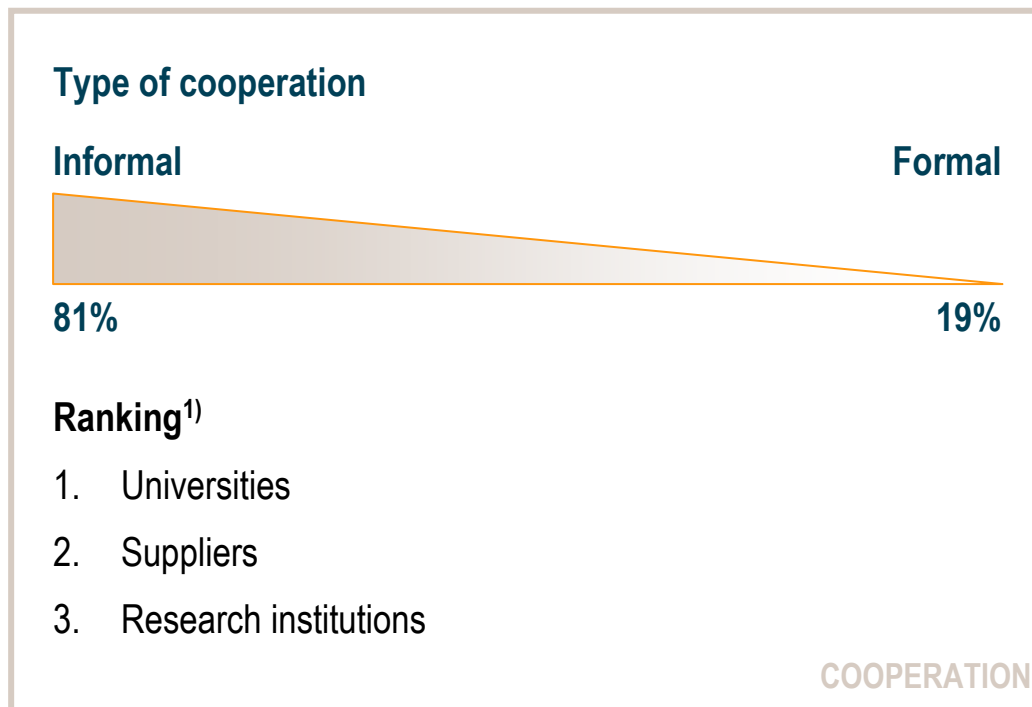 Type of cooperation
Informal Formal
81% 19%
Ranking1)
1. Universities
2. Suppliers
3. Research institutions
COOPERATION